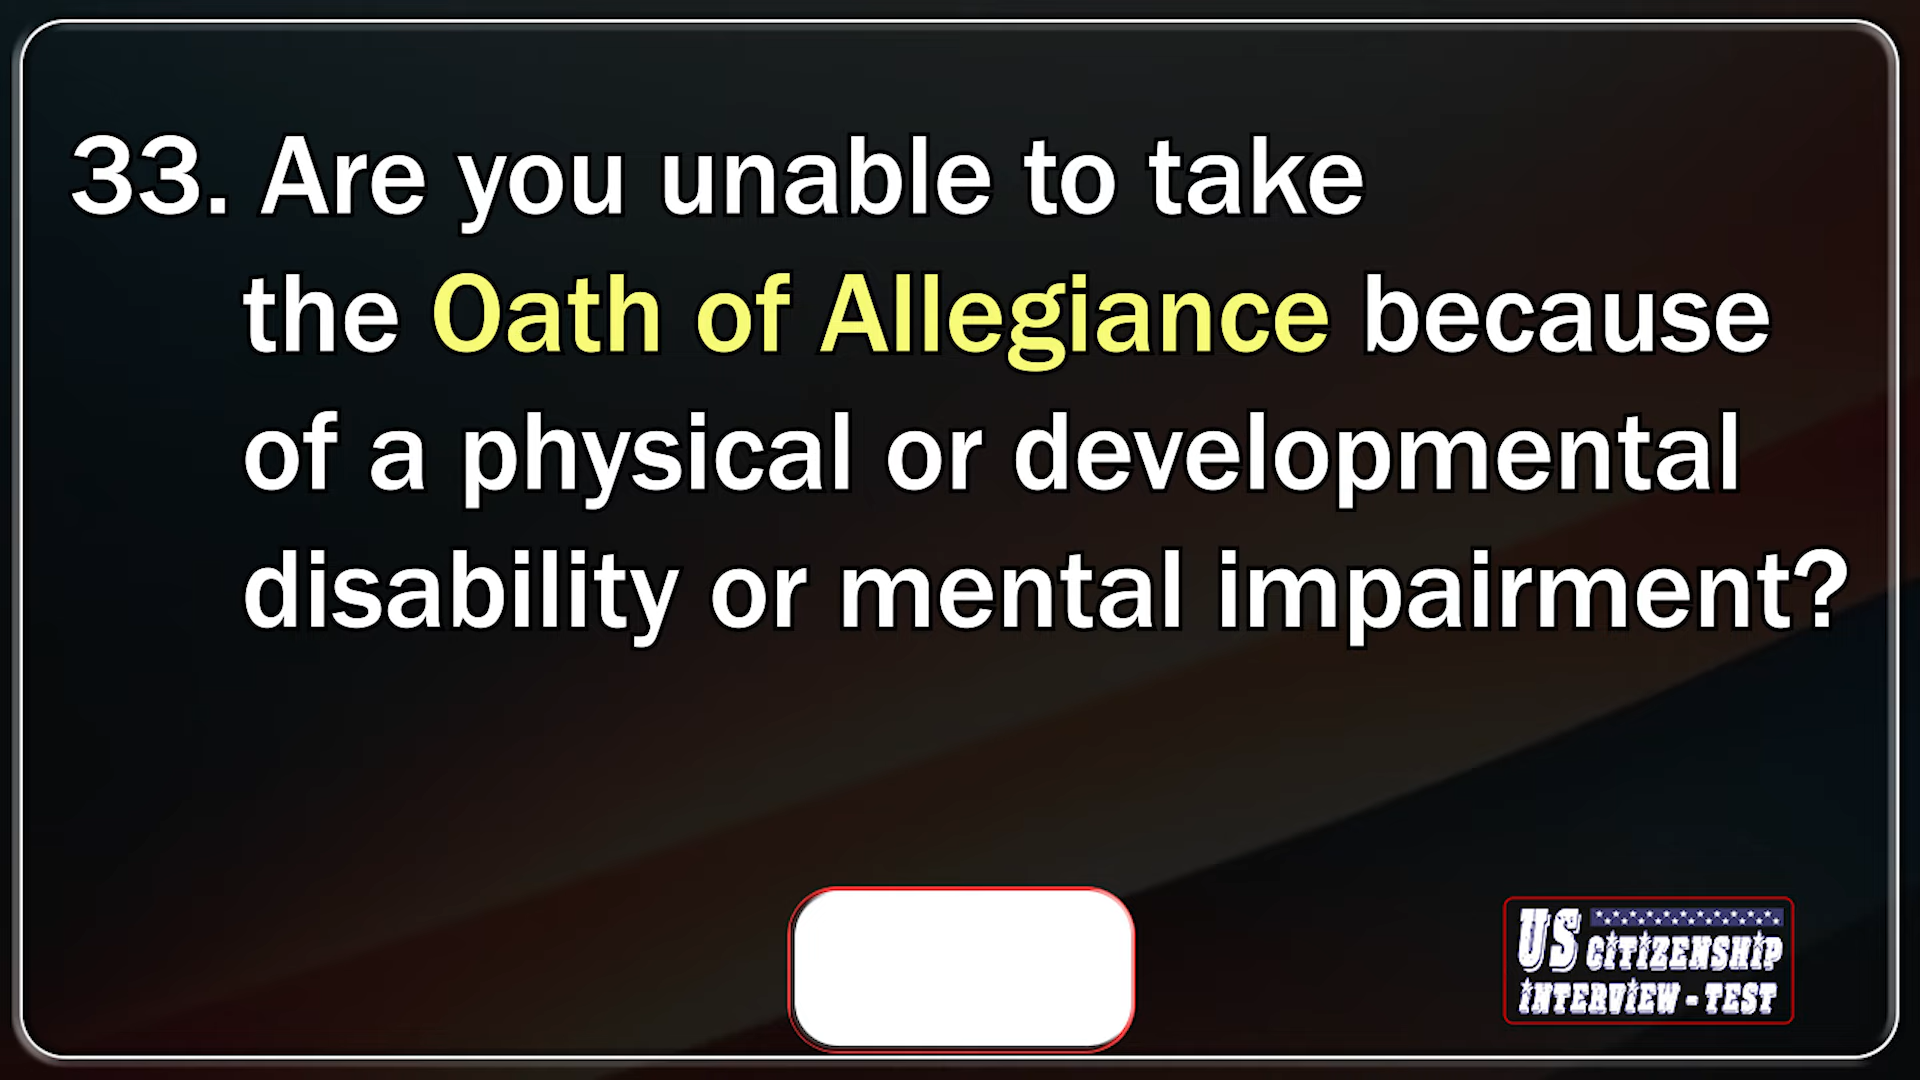 33. Are you unable to take
the Oath of Allegiance because
of a physical or developmental
disability or mental impairment?
US CITIZENSHIP
INTERVIEW - TEST